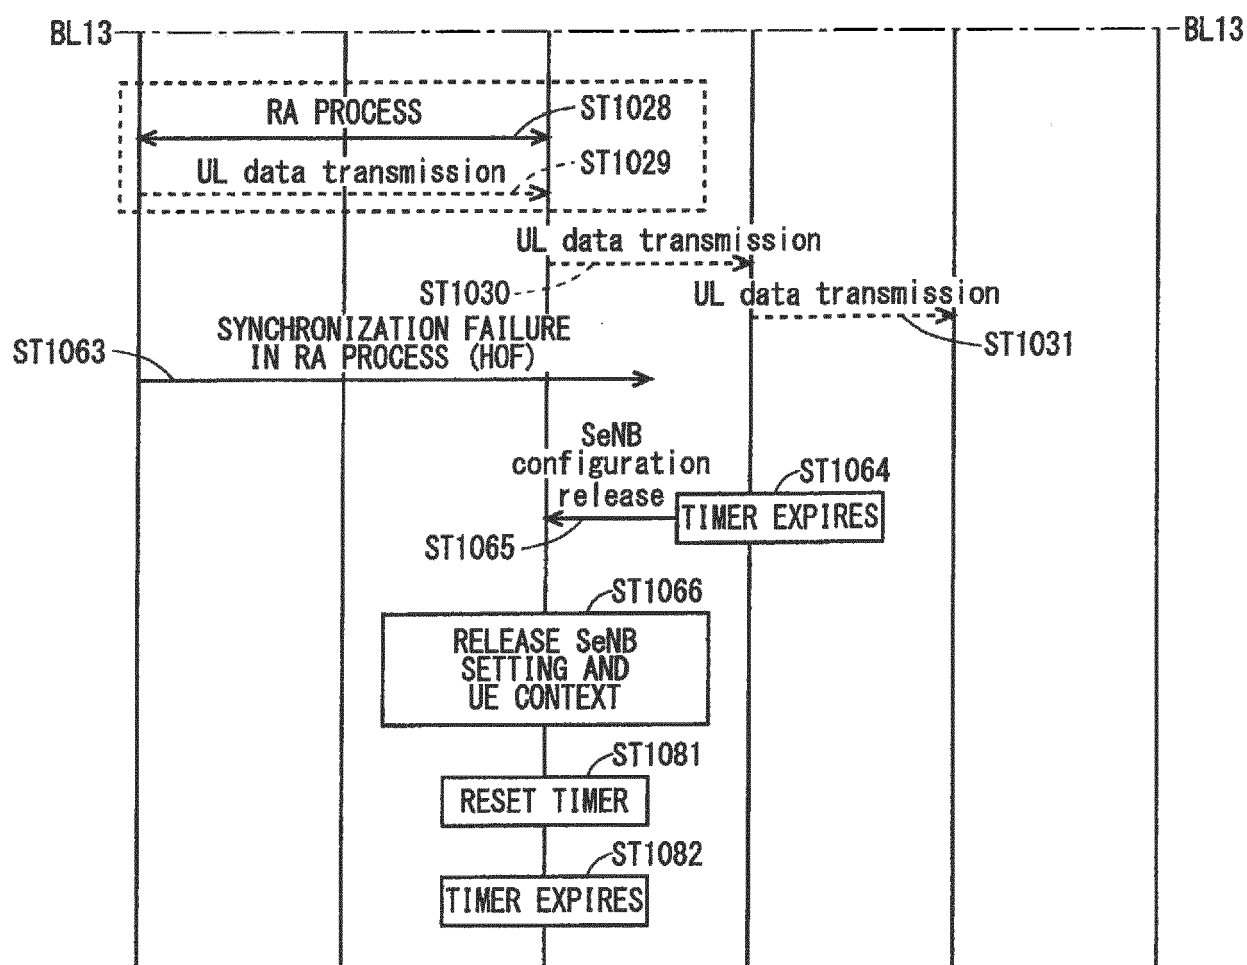 BL13
BL13
RA PROCESS
ST1028
UL data transmission
ST1029
UL data transmission
ST1030
UL data transmission
ST1031
SYNCHRONIZATION FAILURE
IN RA PROCESS (HOF)
ST1063
SeNB
configuration
release
ST1064
TIMER EXPIRES
ST1065
ST1066
RELEASE SeNB
SETTING AND
UE CONTEXT
ST1081
RESET TIMER
ST1082
TIMER EXPIRES